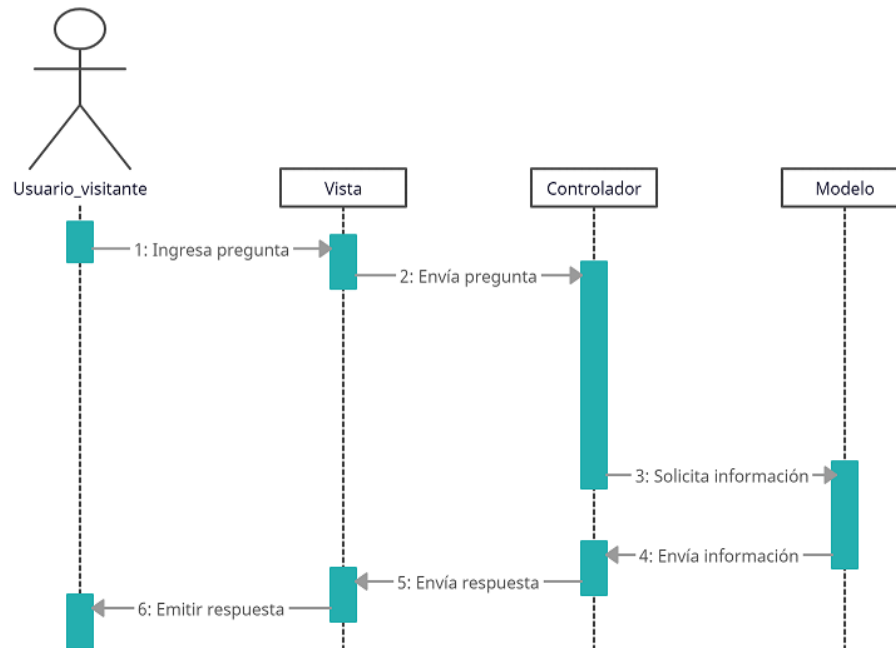 Usuario_visitante
Vista
Controlador
Modelo
1: Ingresa pregunta
2: Envía pregunta
3: Solicita información
4: Envía información
5: Envía respuesta
6: Emitir respuesta